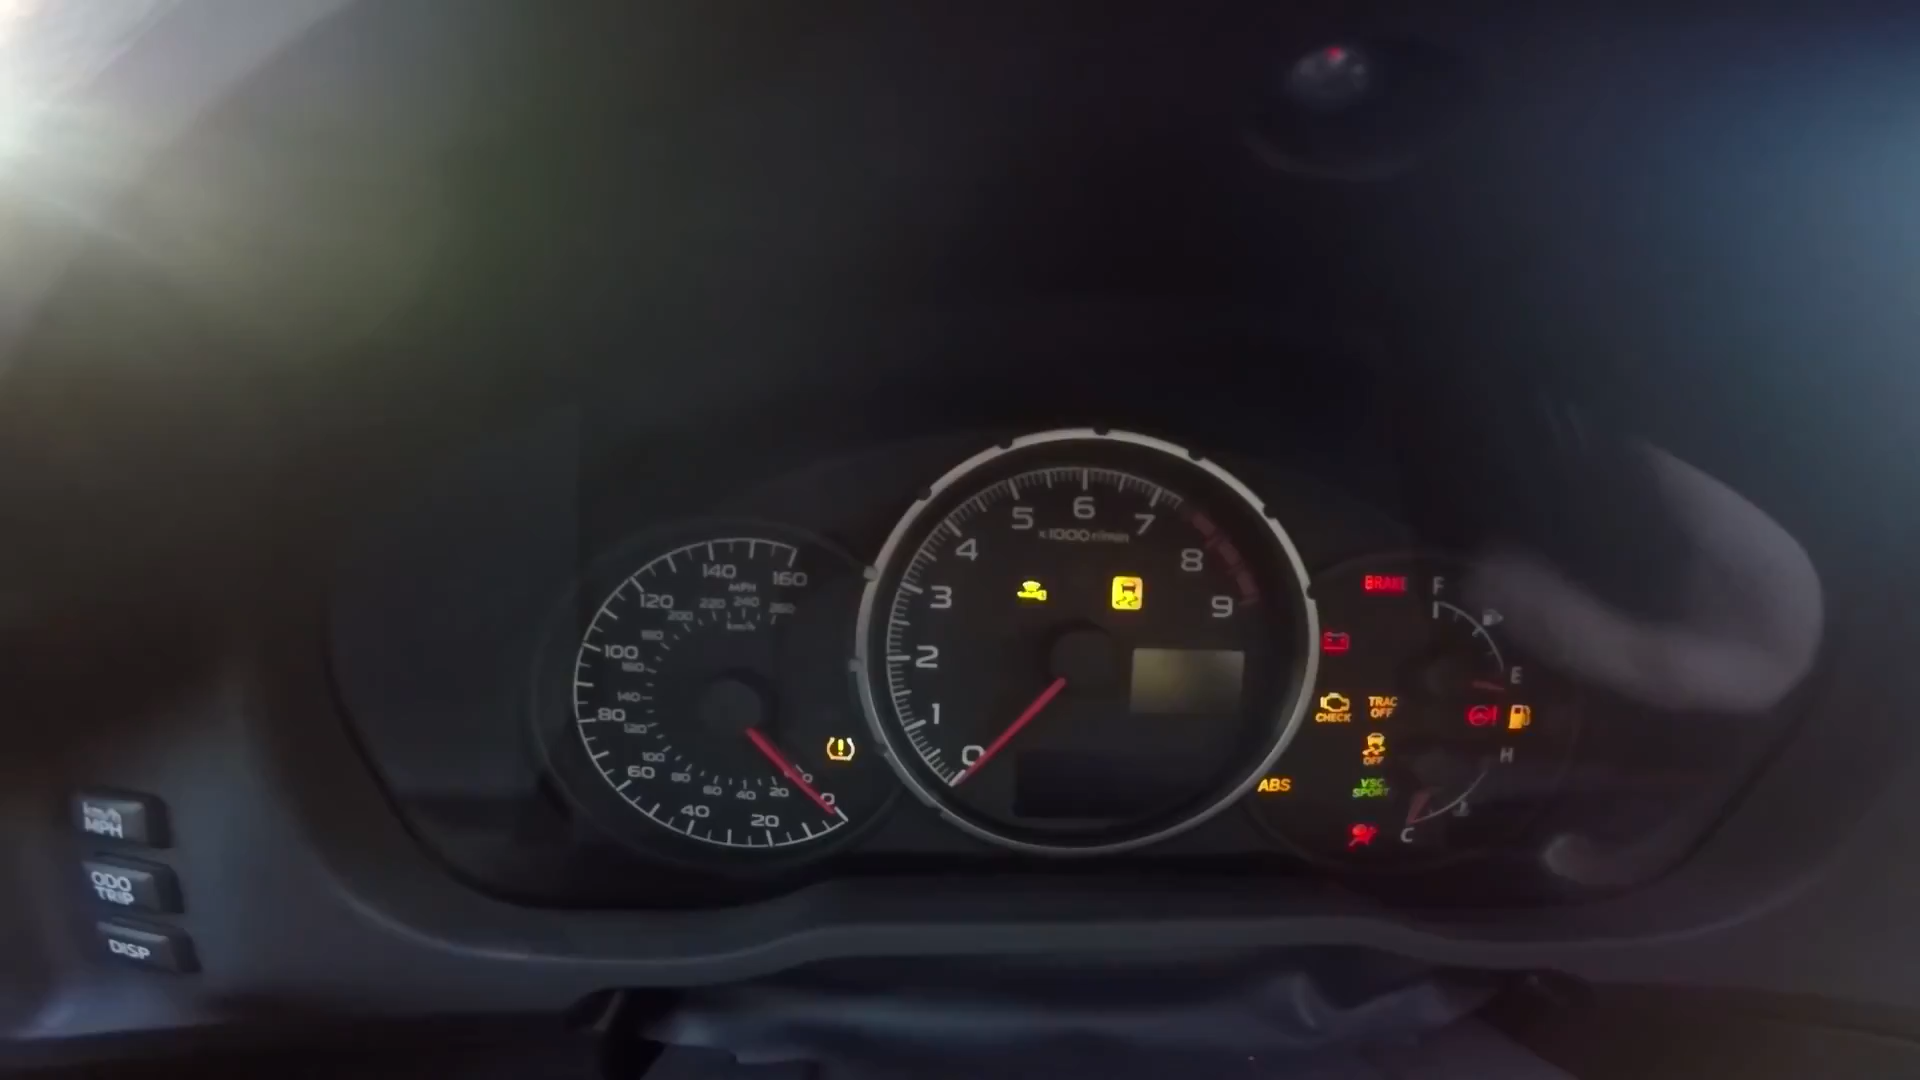 140
160
MPH
120
220 240 260
200
km/h
180
100
160
140
80
120
100
60
80
60 40 20
0
40
20
6
5
7
x1000 r/min
4
8
3
9
2
1
0
BRAKE
F
E
CHECK
TRAC
OFF
OFF
H
ABS
VSC
SPORT
C
km/h
MPH
ODO
TRIP
DISP